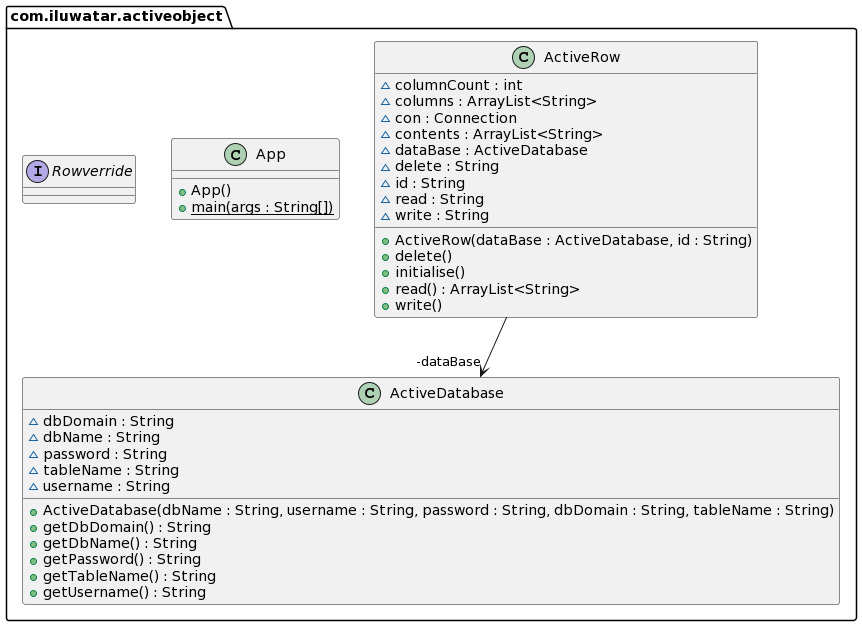 com.iluwatar.activeobject
I Rowverride
C App
App()
main(args : String[])
C ActiveRow
~ columnCount : int
~ columns : ArrayList<String>
~ con : Connection
~ contents : ArrayList<String>
~ dataBase : ActiveDatabase
~ delete : String
~ id : String
~ read : String
~ write : String
ActiveRow(dataBase : ActiveDatabase, id : String)
delete()
initialise()
read() : ArrayList<String>
write()
-dataBase
C ActiveDatabase
~ dbDomain : String
~ dbName : String
~ password : String
~ tableName : String
~ username : String
ActiveDatabase(dbName : String, username : String, password : String, dbDomain : String, tableName : String)
getDbDomain() : String
getDbName() : String
getPassword() : String
getTableName() : String
getUsername() : String